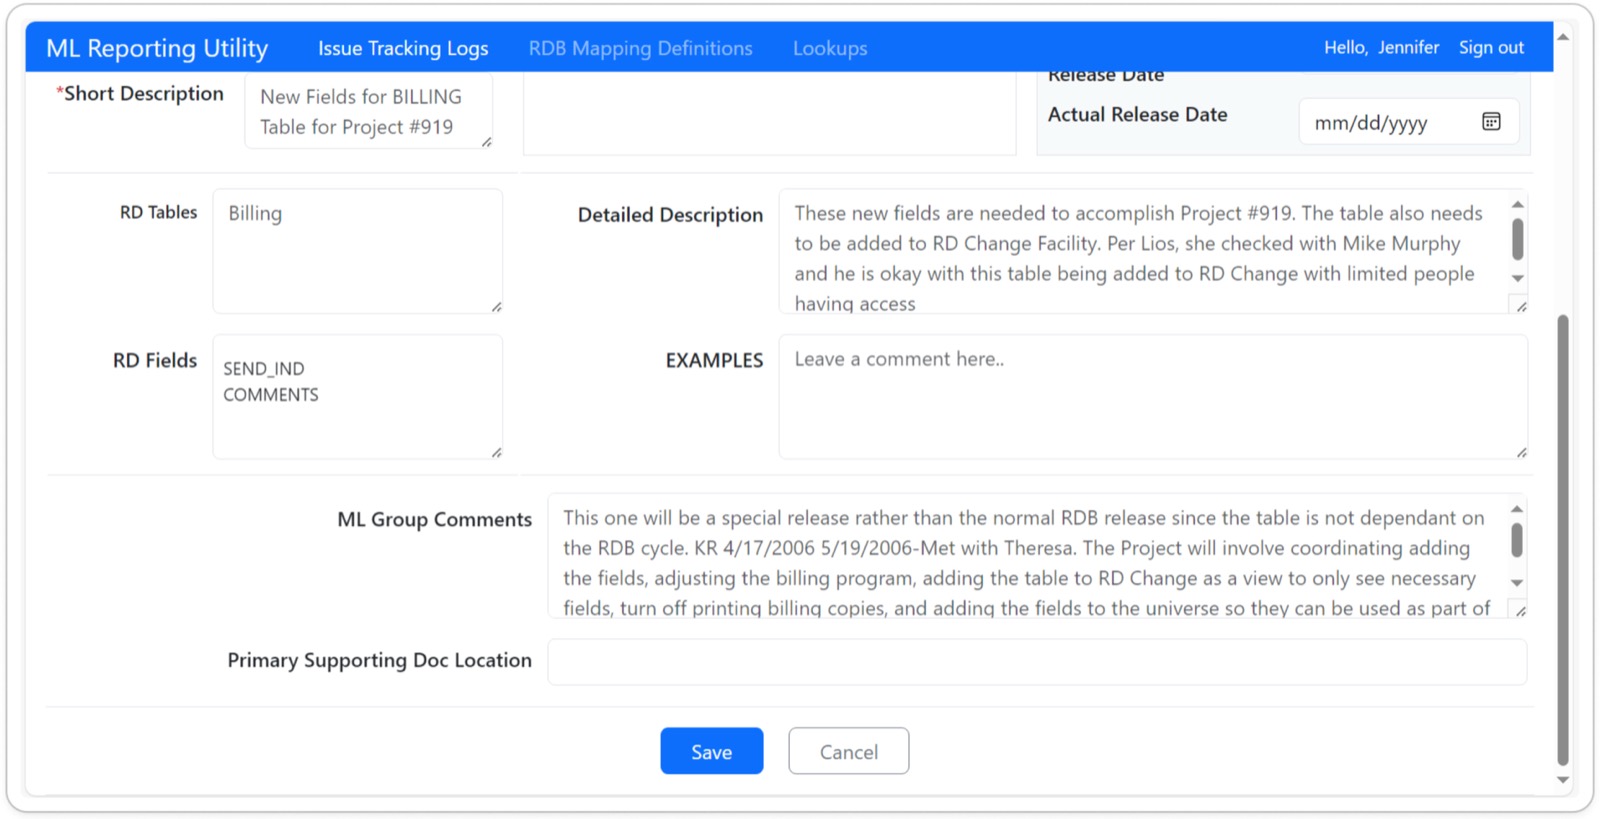 ML Reporting Utility Issue Tracking Logs RDB Mapping Definitions Lookups Hello, Jennifer Sign out
Release Date
*Short Description
New Fields for BILLING
Table for Project #919
Actual Release Date
mm/dd/yyyy
RD Tables
Billing
Detailed Description
These new fields are needed to accomplish Project #919. The table also needs
to be added to RD Change Facility. Per Lios, she checked with Mike Murphy
and he is okay with this table being added to RD Change with limited people
having access
RD Fields
SEND_IND
COMMENTS
EXAMPLES
Leave a comment here..
ML Group Comments
This one will be a special release rather than the normal RDB release since the table is not dependant on
the RDB cycle. KR 4/17/2006 5/19/2006-Met with Theresa. The Project will involve coordinating adding
the fields, adjusting the billing program, adding the table to RD Change as a view to only see necessary
fields, turn off printing billing copies, and adding the fields to the universe so they can be used as part of
Primary Supporting Doc Location
Save
Cancel